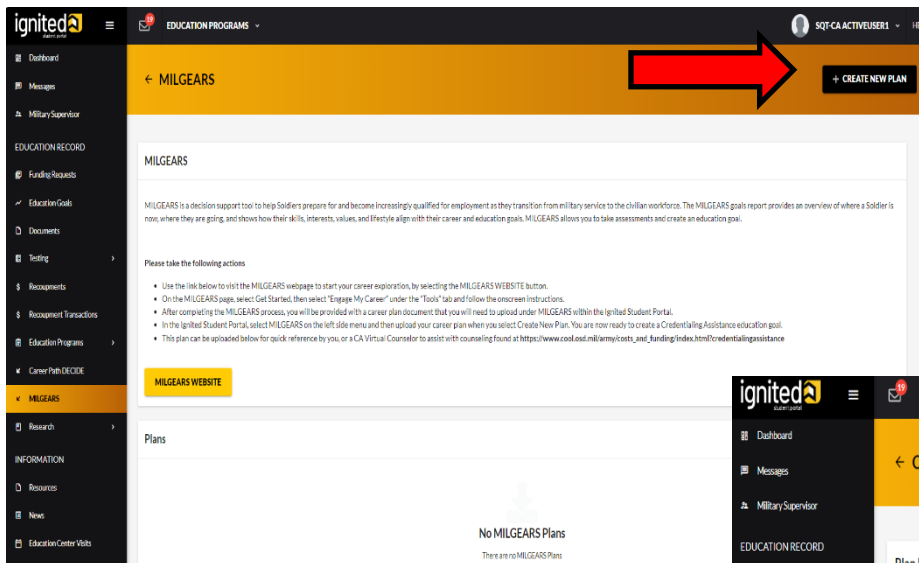 ignited
student portal
19
EDUCATION PROGRAMS
SQT-CA ACTIVEUSER1
HE
Dashboard
Messages
Military Supervisor
EDUCATION RECORD
Funding Requests
Education Goals
Documents
Testing
Recoupments
Recoupment Transactions
Education Programs
Career Path DECIDE
MILGEARS
Research
INFORMATION
Resources
News
Education Center Visits
← MILGEARS
+ CREATE NEW PLAN
MILGEARS
MILGEARS is a decision support tool to help Soldiers prepare for and become increasingly qualified for employment as they transition from military service to the civilian workforce. The MILGEARS goals report provides an overview of where a Soldier is
now, where they are going, and shows how their skills, interests, values, and lifestyle align with their career and education goals. MILGEARS allows you to take assessments and create an education goal.
Please take the following actions
• Use the link below to visit the MILGEARS webpage to start your career exploration, by selecting the MILGEARS WEBSITE button.
• On the MILGEARS page, select Get Started, then select "Engage My Career" under the "Tools" tab and follow the onscreen instructions.
• After completing the MILGEARS process, you will be provided with a career plan document that you will need to upload under MILGEARS within the Ignited Student Portal.
• In the Ignited Student Portal, select MILGEARS on the left side menu and then upload your career plan when you select Create New Plan. You are now ready to create a Credentialing Assistance education goal.
• This plan can be uploaded below for quick reference by you, or a CA Virtual Counselor to assist with counseling found at https://www.cool.osd.mil/army/costs_and_funding/index.html?credentialingassistance
MILGEARS WEBSITE
Plans
No MILGEARS Plans
There are no MILGEARS Plans
ignited
student portal
19
Dashboard
Messages
Military Supervisor
EDUCATION RECORD
← C
Plan